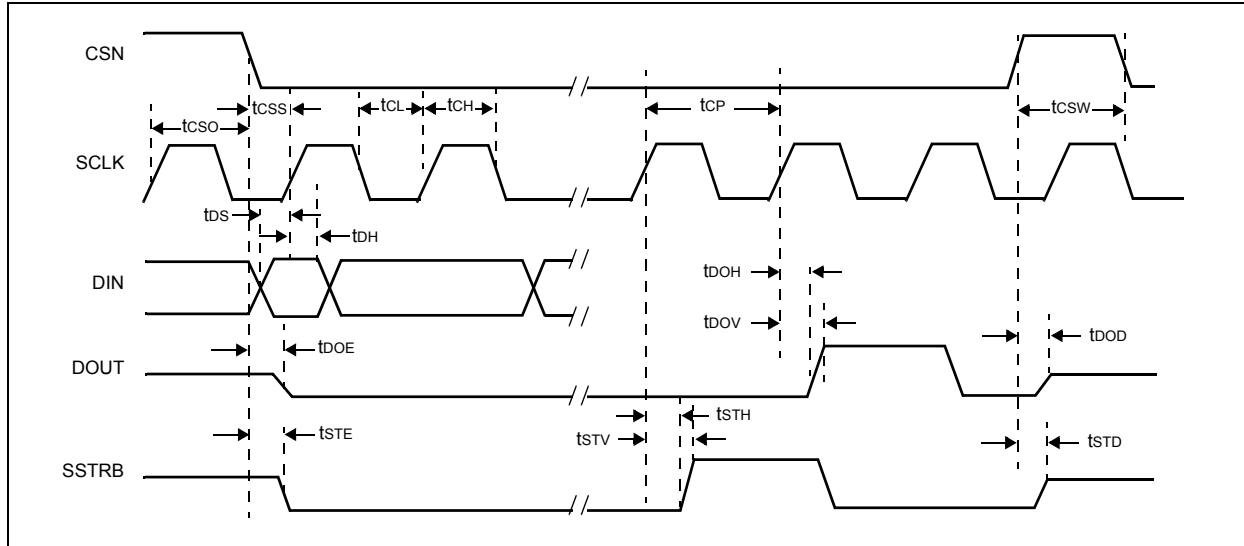 CSN
tCSS
tCL
tCH
tCP
tCSW
tCSO
SCLK
tDS
tDH
DIN
tDOH
tDOV
tDOE
tDOD
DOUT
tSTH
tSTE
tSTV
tSTD
SSTRB